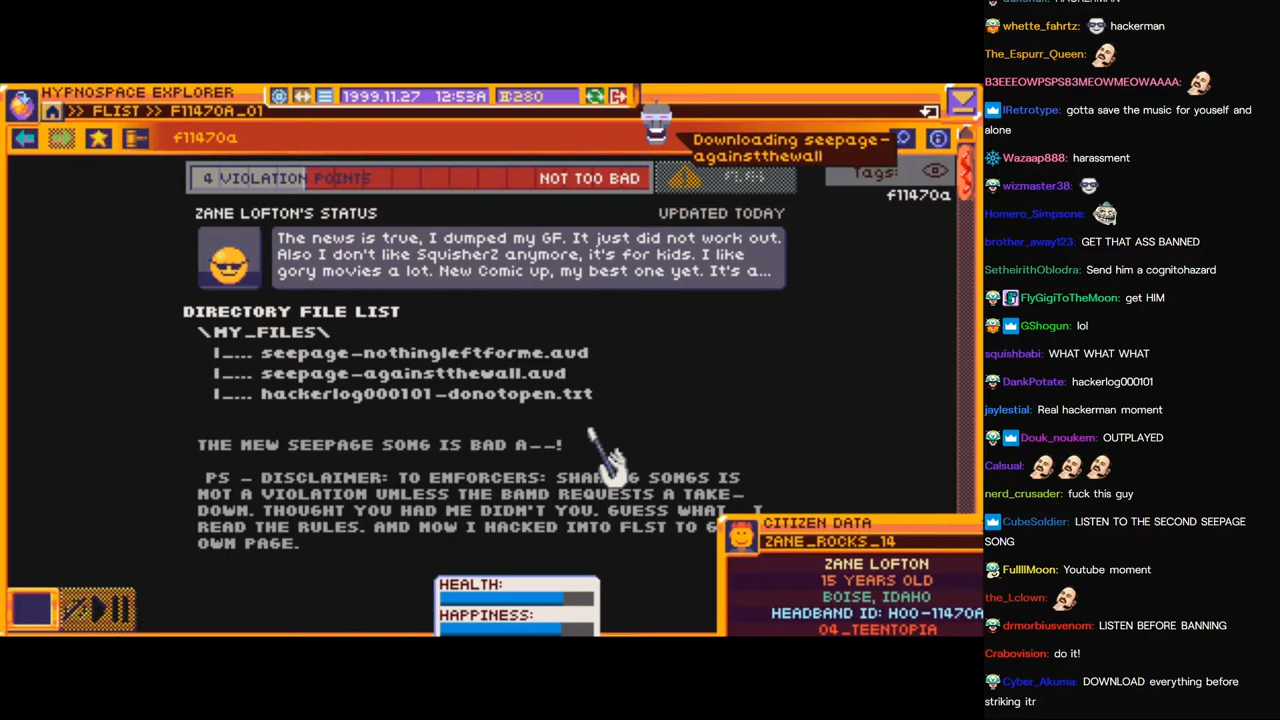 HYPNOSPACE EXPLORER
>> FLIST >> F11470A_01
1999.11.27 12:53A
280
f11470a
Downloading seepage-
againstthewall
4 VIOLATION POINTS NOT TOO BAD
Tags:
f11470a
ZANE LOFTON'S STATUS UPDATED TODAY
The news is true, I dumped my GF. It just did not work out.
Also I don't like SquisherZ anymore, it's for kids. I like
gory movies a lot. New Comic up, my best one yet. It's a...
DIRECTORY FILE LIST
\MY_FILES\
|_... seepage-nothingleftforme.avd
|_... seepage-againstthewall.avd
|_... hackerlog000101-donotopen.txt
THE NEW SEEPAGE SONG IS BAD A--!
PS - DISCLAIMER: TO ENFORCERS: SHA G SONGS IS
NOT A VIOLATION UNLESS THE BAND REQUESTS A TAKE-
DOWN. THOUGHT YOU HAD ME DIDN'T YOU. GUESS WHAT
READ THE RULES. AND NOW I HACKED INTO FLST TO G
OWN PAGE.
HEALTH:
HAPPINESS:
CITIZEN DATA
ZANE_ROCKS_14
ZANE LOFTON
15 YEARS OLD
BOISE, IDAHO
HEADBAND ID: H00-11470A
04_TEENTOPIA
whette_fahrtz: hackerman
The_Espurr_Queen:
B3EEEOWPSPS83MEOWMEOWAAAA:
IRetrotype: gotta save the music for youself and
alone
Wazaap888: harassment
wizmaster38:
Homero_Simpsone:
brother_away123: GET THAT ASS BANNED
SetheirithOblodra: Send him a cognitohazard
FlyGigiToTheMoon: get HIM
GShogun: lol
squishbabi: WHAT WHAT WHAT
DankPotate: hackerlog000101
jaylestial: Real hackerman moment
Douk_noukem: OUTPLAYED
Calsual:
nerd_crusader: fuck this guy
CubeSoldier: LISTEN TO THE SECOND SEEPAGE
SONG
FullllMoon: Youtube moment
the_Lclown:
drmorbiusvenom: LISTEN BEFORE BANNING
Crabovision: do it!
Cyber_Akuma: DOWNLOAD everything before
striking itr